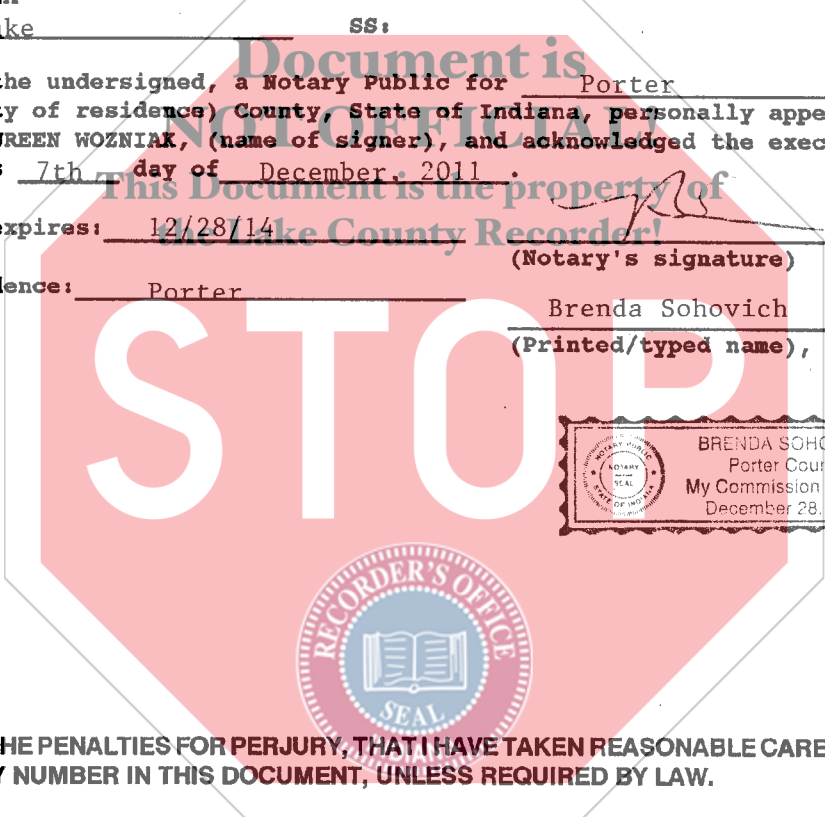 ke SS:
Document is
the undersigned, a Notary Public for Porter
y of residence) County, State of Indiana, personally appe
NOT OFFICIAL
REEN WOZNIAK, (name of signer), and acknowledged the exec
7th day of December, 2011.
This Document is the property of
expires: 12/28/14
the Lake County Recorder!
(Notary's signature)
ence: Porter
Brenda Sohovich
(Printed/typed name),
STOP
BRENDA SOHO
Porter Coun
My Commission
December 28,
NOTARY PUBLIC
NOTARY
SEAL
STATE OF INDIANA
RECORDER'S OFFICE
SEAL
INDIANA
HE PENALTIES FOR PERJURY, THAT I HAVE TAKEN REASONABLE CARE
Y NUMBER IN THIS DOCUMENT, UNLESS REQUIRED BY LAW.